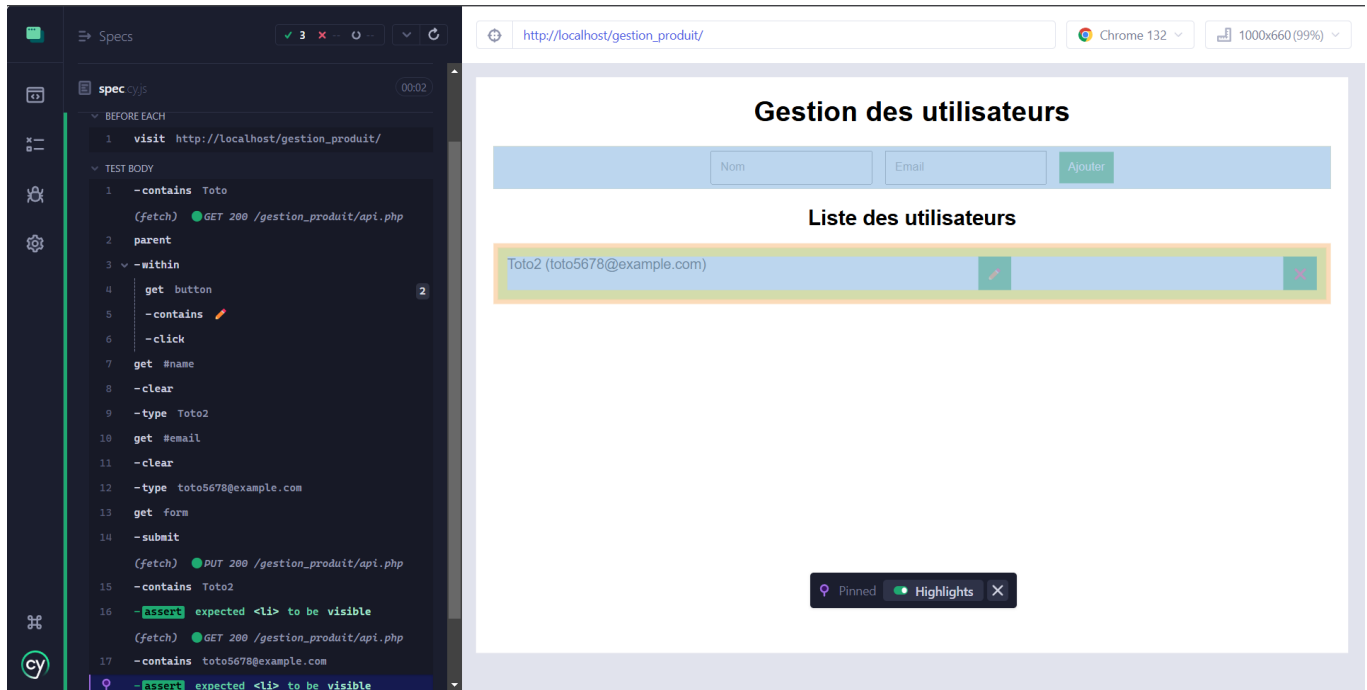 Specs
✓ 3 × -- --
spec.cy.js 00:02
BEFORE EACH
1 visit http://localhost/gestion_produit/
TEST BODY
1 -contains Toto
(fetch) GET 200 /gestion_produit/api.php
2 parent
3 -within
4 get button 2
5 -contains ✏️
6 -click
7 get #name
8 -clear
9 -type Toto2
10 get #email
11 -clear
12 -type toto5678@example.com
13 get form
14 -submit
(fetch) PUT 200 /gestion_produit/api.php
15 -contains Toto2
16 -assert expected <li> to be visible
(fetch) GET 200 /gestion_produit/api.php
17 -contains toto5678@example.com
-assert expected <li> to be visible
cy
http://localhost/gestion_produit/
Chrome 132
1000x660 (99%)
Gestion des utilisateurs
Nom Email Ajouter
Liste des utilisateurs
Toto2 (toto5678@example.com)
Pinned Highlights